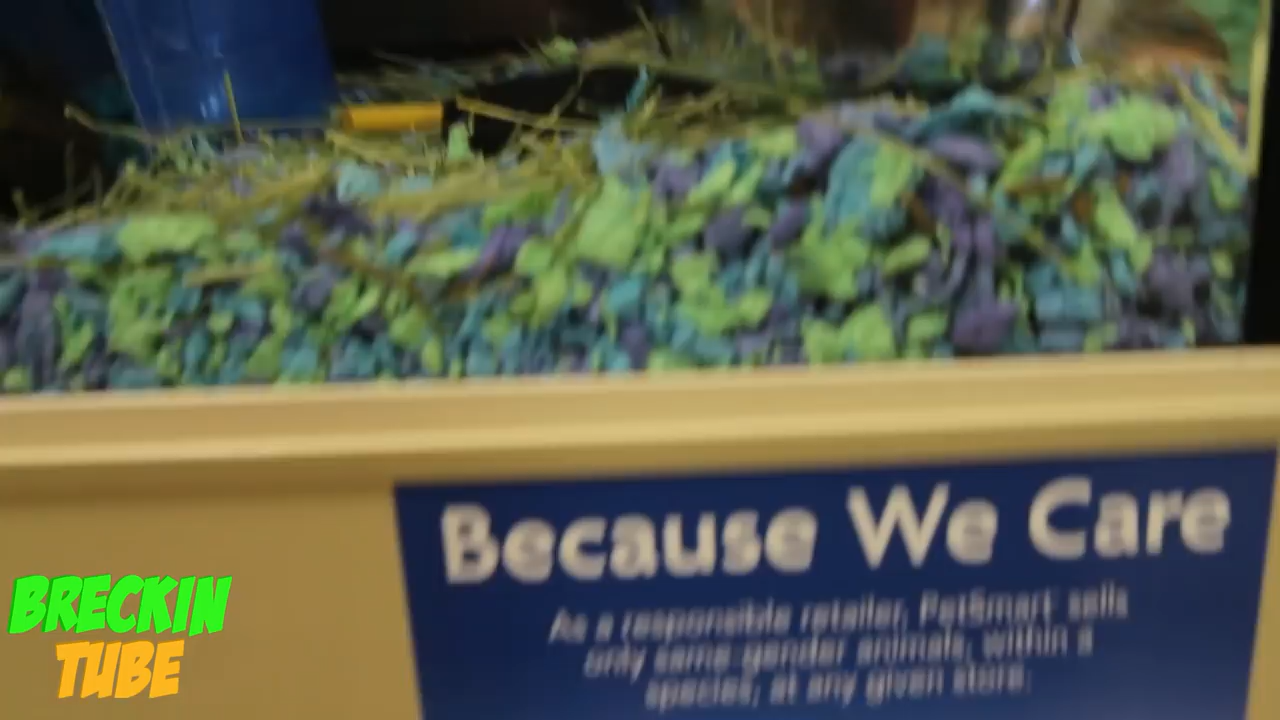 Because We Care
As a responsible retailer, PetSmart sells
only same-gender animals, within a
species, at any given store.
BRECKIN
TUBE